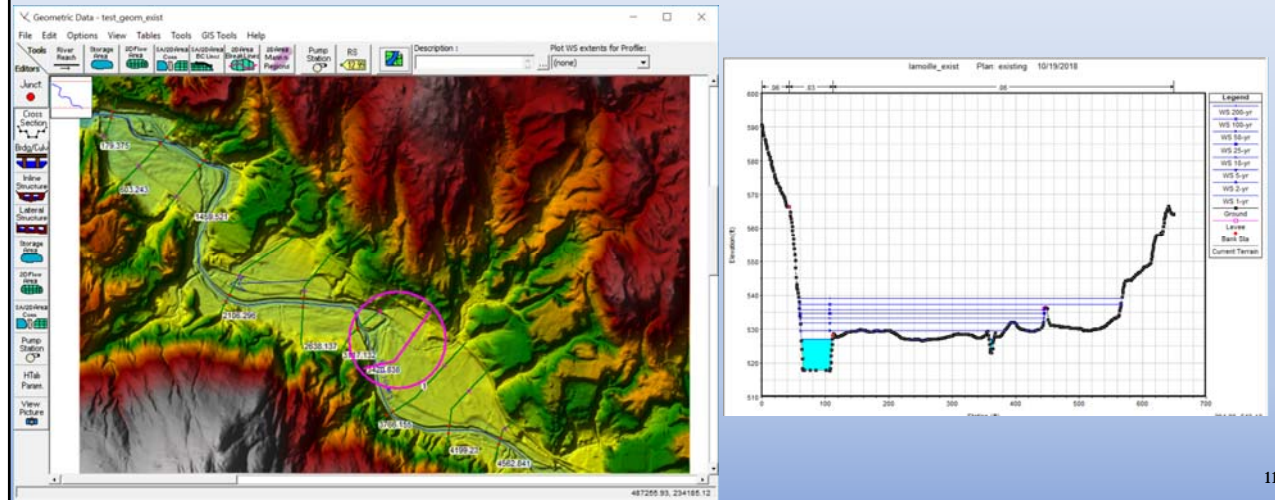 Geometric Data - test_geom_exist
File Edit Options View Tables Tools GIS Tools Help
Tools
Editors
River
Reach
Storage
Area
2D Flow
Area
SA/2D Area
Conn
SA/2D Area
BC Lines
2D Area
Break Lines
2D Area
Mann n
Regions
Pump
Station
RS
Description :
...
Plot WS extents for Profile:
(none)
Junct.
Cross
Section
Brdg/Culv
Inline
Structure
Lateral
Structure
Storage
Area
2D Flow
Area
SA/2D Area
Conn
Pump
Station
HTab
Param.
View
Picture
179.375
803.243
1458.521
2166.296
2638.137
3766.155
4199.23
4562.841
487255.93, 234185.12
lamoille_exist Plan: existing 10/19/2018
.06 .03 .08
600
590
580
570
560
550
540
530
520
510
Elevation (ft)
0 100 200 300 400 500 600 700
Station (ft)
Legend
WS 200-yr
WS 100-yr
WS 50-yr
WS 25-yr
WS 10-yr
WS 5-yr
WS 2-yr
WS 1-yr
Ground
Levee
Bank Sta
Current Terrain
11